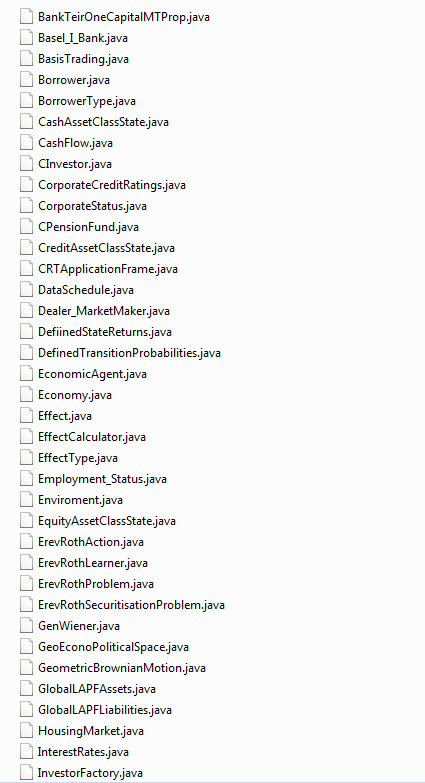 BankTeirOneCapitalMTProp.java
Basel_I_Bank.java
BasisTrading.java
Borrower.java
BorrowerType.java
CashAssetClassState.java
CashFlow.java
CInvestor.java
CorporateCreditRatings.java
CorporateStatus.java
CPensionFund.java
CreditAssetClassState.java
CRTApplicationFrame.java
DataSchedule.java
Dealer_MarketMaker.java
DefiinedStateReturns.java
DefinedTransitionProbabilities.java
EconomicAgent.java
Economy.java
Effect.java
EffectCalculator.java
EffectType.java
Employment_Status.java
Enviroment.java
EquityAssetClassState.java
ErevRothAction.java
ErevRothLearner.java
ErevRothProblem.java
ErevRothSecuritisationProblem.java
GenWiener.java
GeoEconoPoliticalSpace.java
GeometricBrownianMotion.java
GlobalLAPFAssets.java
GlobalLAPFLiabilities.java
HousingMarket.java
InterestRates.java
InvestorFactory.java